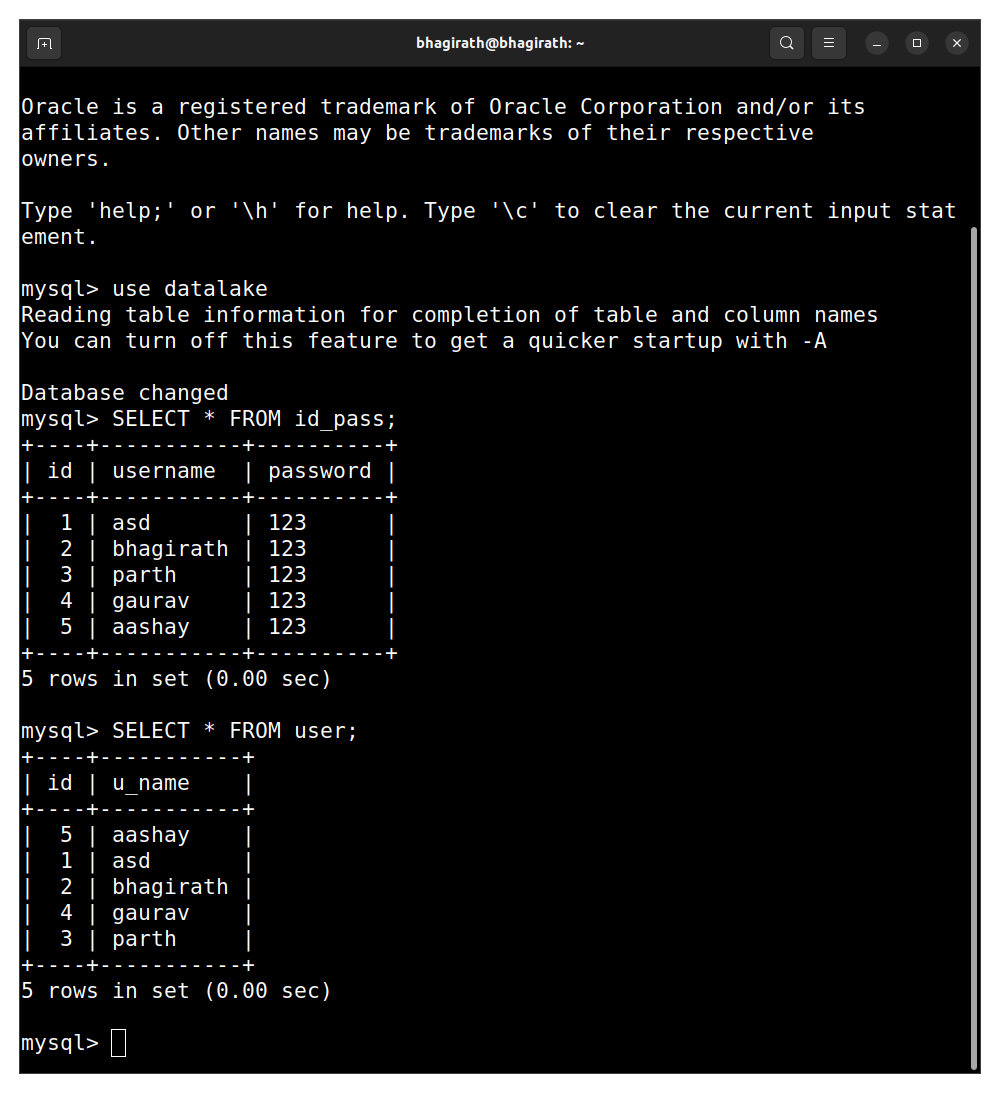 bhagirath@bhagirath: ~
Oracle is a registered trademark of Oracle Corporation and/or its
affiliates. Other names may be trademarks of their respective
owners.
Type 'help;' or '\h' for help. Type '\c' to clear the current input stat
ement.
mysql> use datalake
Reading table information for completion of table and column names
You can turn off this feature to get a quicker startup with -A
Database changed
mysql> SELECT * FROM id_pass;
+----+-----------+----------+
| id | username  | password |
+----+-----------+----------+
|  1 | asd       | 123      |
|  2 | bhagirath | 123      |
|  3 | parth     | 123      |
|  4 | gaurav    | 123      |
|  5 | aashay    | 123      |
+----+-----------+----------+
5 rows in set (0.00 sec)
mysql> SELECT * FROM user;
+----+-----------+
| id | u_name    |
+----+-----------+
|  5 | aashay    |
|  1 | asd       |
|  2 | bhagirath |
|  4 | gaurav    |
|  3 | parth     |
+----+-----------+
5 rows in set (0.00 sec)
mysql>